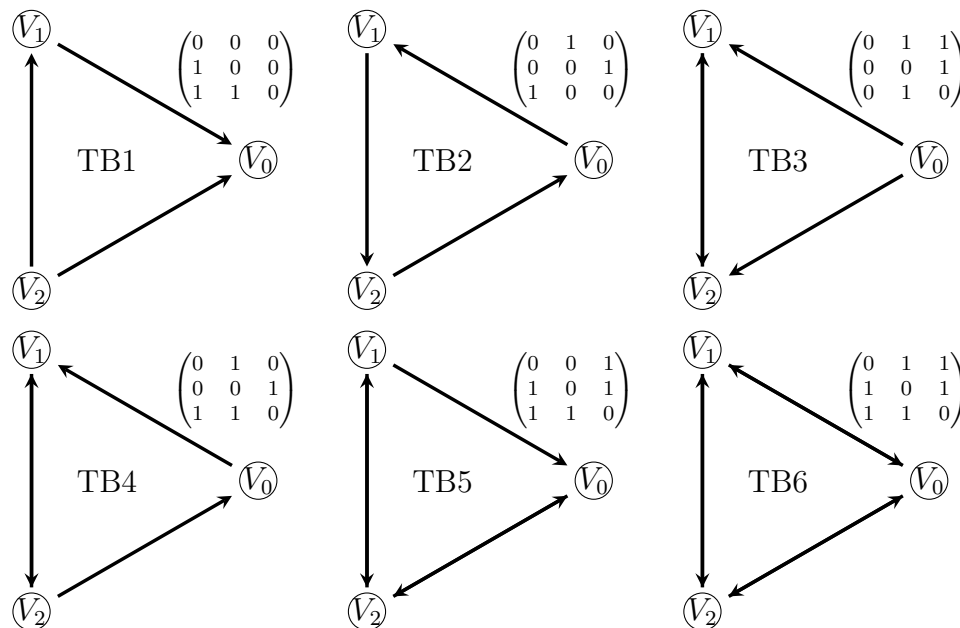 V₁ V₁ V₁
0 0 0 0 1 0 0 1 1
1 0 0 0 0 1 0 0 1
1 1 0 1 0 0 0 1 0
TB1 V₀ TB2 V₀ TB3 V₀
V₂ V₂ V₂
V₁ V₁ V₁
0 1 0 0 0 1 0 1 1
0 0 1 1 0 1 1 0 1
1 1 0 1 1 0 1 1 0
TB4 V₀ TB5 V₀ TB6 V₀
V₂ V₂ V₂